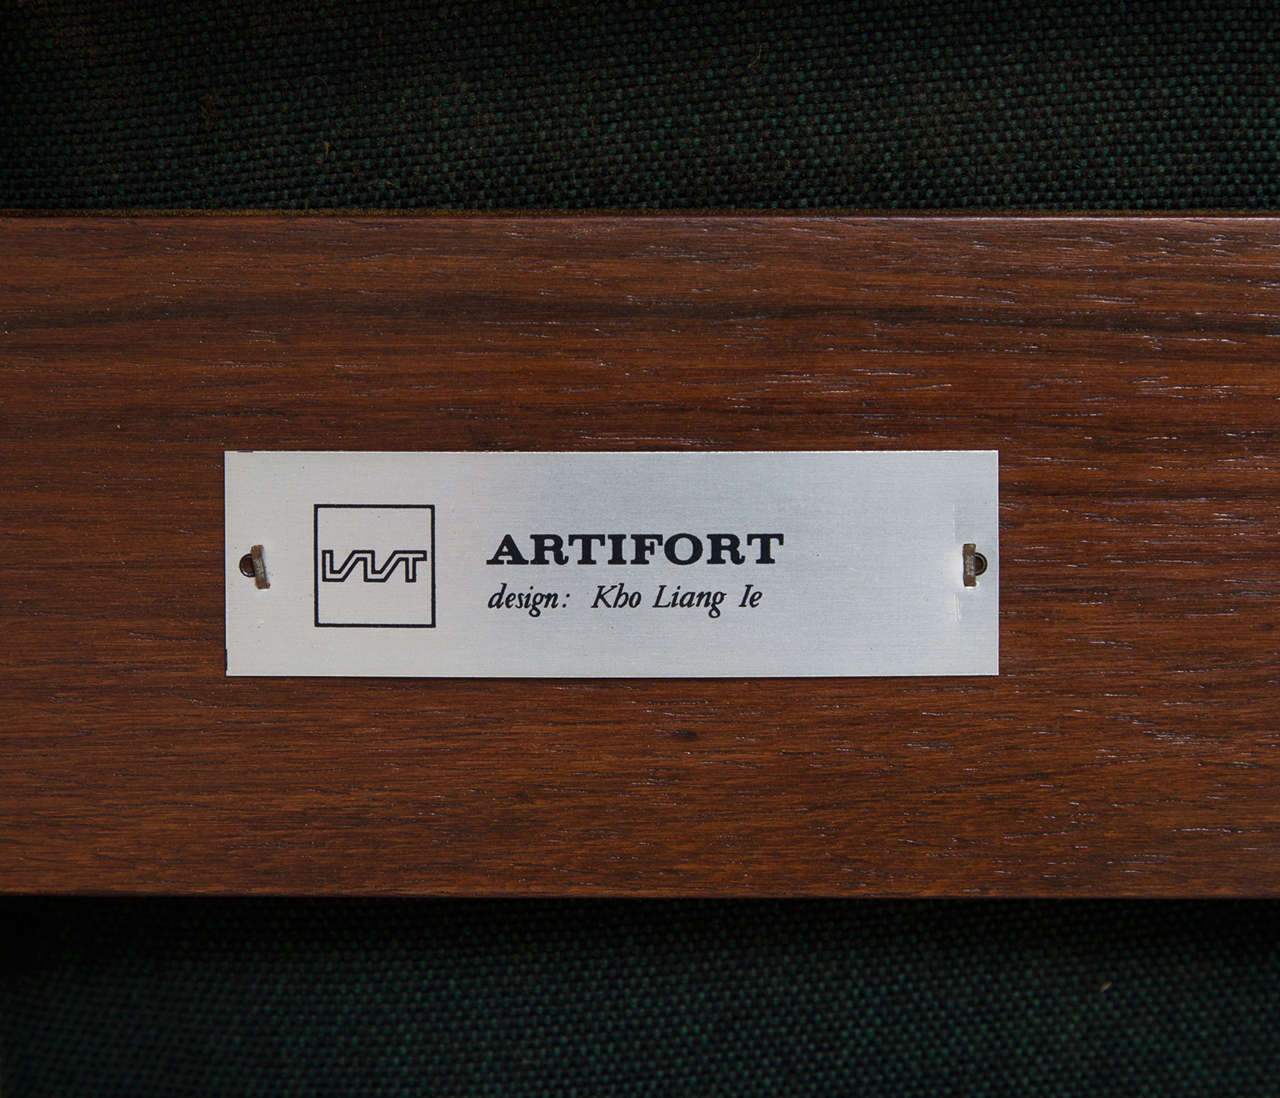 ARTIFORT
design: Kho Liang Ie